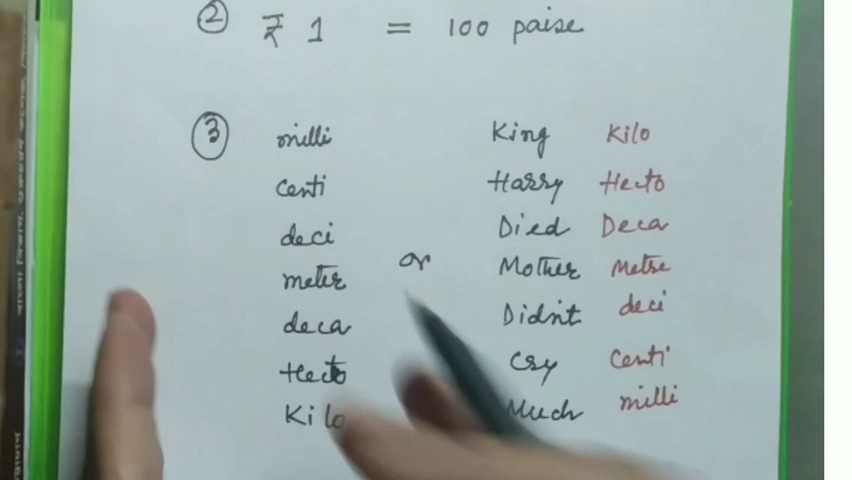 ② ₹ 1 = 100 paise
③ milli King Kilo
centi Harry Hecto
deci Died Deca
meter or Mother Metre
deca Didn't deci
Hecto Cry Centi
Kilo Much milli